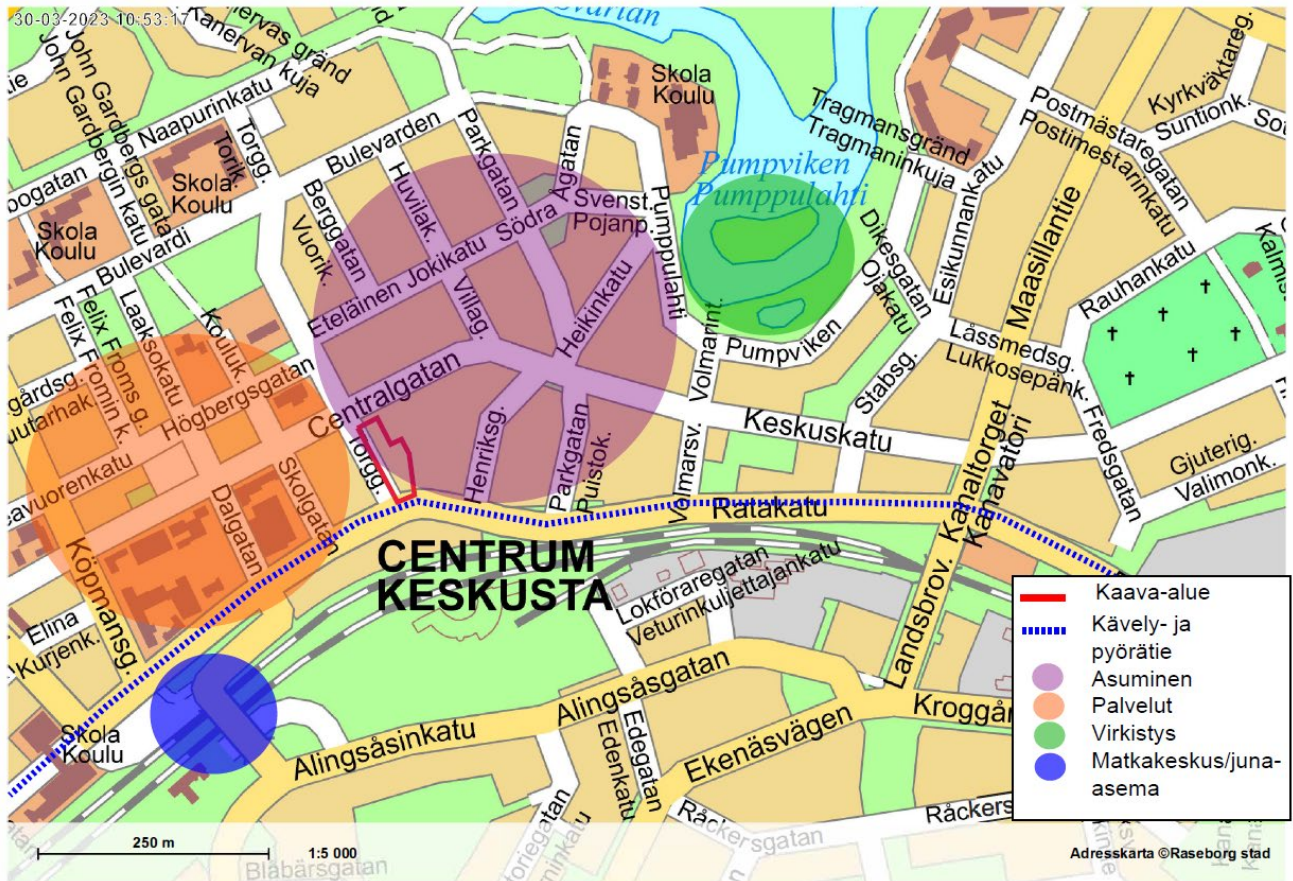 30-03-2023 10:53:17
John Gardbergs gata
John Gardbergin katu
Kanervas gränd
Kanervan kuja
Naapurinkatu
Torgg.
Torik
Skola
Koulu
Bulevarden
Bulevardi
Parkgatan
Ågatan
Skola
Koulu
Tragmansgränd
Tragmaninkuja
Pumpviken
Pumppulahti
Postmästaregatan
Postimestarinkatu
Kyrkväktareg.
Suntionk.
Skola
Koulu
Berggatan
Vuorik.
Huvilak.
Villag.
Eteläinen Jokikatu
Södra
Svenst.
Pojanp.
Pumppulahti
Pumpviken
Dikesgatan
Ojakatu
Esikunnankatu
Stabsg.
Maasillantie
Rauhankatu
Fredsgatan
Låssmedsg.
Lukkosepänk.
Felix Froms g.
Felix Fromin k.
Laaksokatu
Kouluk.
Högbergsgatan
Centralgatan
Heikinkatu
Henriksg.
Parkgatan
Puistok.
Volmarint.
Volmarsv.
Keskuskatu
Kanaltorget
Kanavatori
Gjuterig.
Valimonk.
Torgg.
Skolgatan
Dalgatan
Köpmansg.
Ratakatu
CENTRUM
KESKUSTA
Lokföraregatan
Veturinkuljettajankatu
Landsbrov.
Elina
Kurjenk.
Skola
Koulu
Alingsåsinkatu
Alingsåsgatan
Edegatan
Edenkatu
Ekenäsvägen
Råckersgatan
Blåbärsgatan
Kaava-alue
Kävely- ja
pyörätie
Asuminen
Palvelut
Virkistys
Matkakeskus/juna-
asema
250 m
1:5 000
Adresskarta ©Raseborg stad